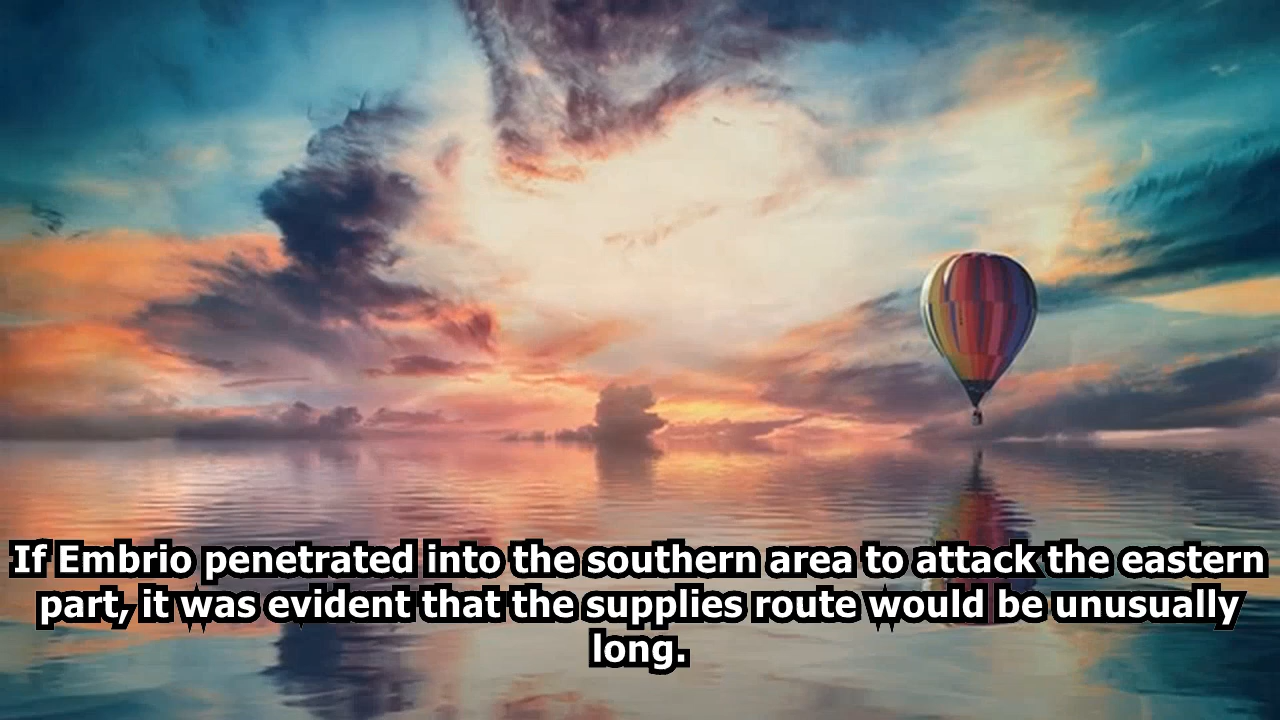 If Embrio penetrated into the southern area to attack the eastern
part, it was evident that the supplies route would be unusually
long.